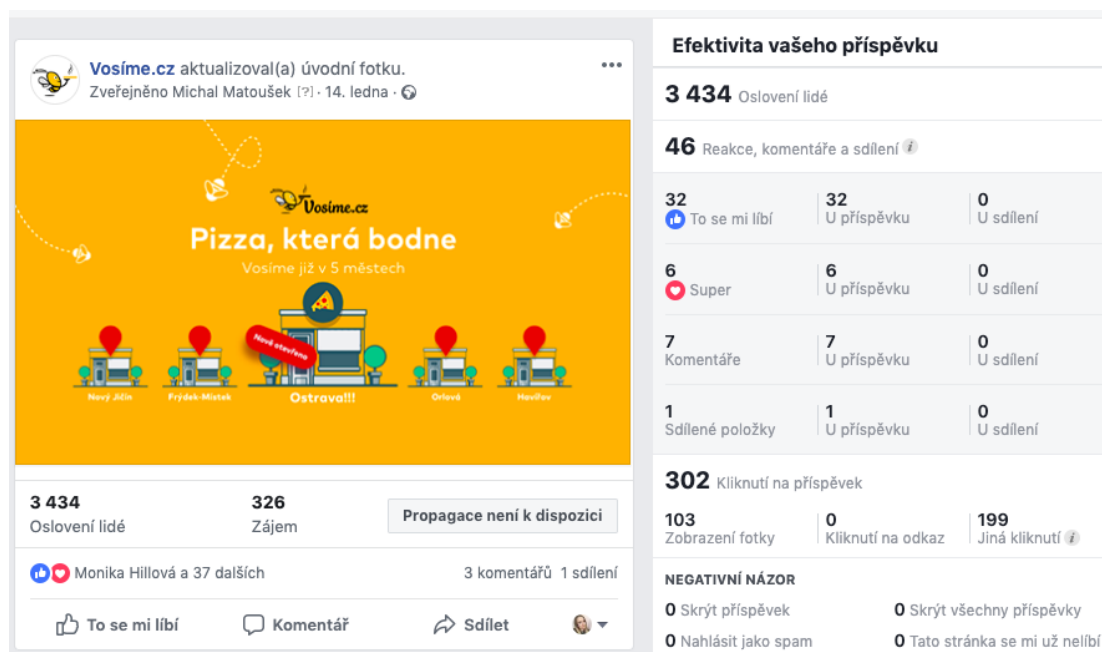 Vosíme.cz aktualizoval(a) úvodní fotku.
Zveřejněno Michal Matoušek [?] · 14. ledna ·
Vosíme.cz
Pizza, která bodne
Vosíme již v 5 městech
Nově otevřeno
Nový Jičín
Frýdek-Místek
Ostrava!!!
Orlová
Havířov
3 434
Oslovení lidé
326
Zájem
Propagace není k dispozici
Monika Hillová a 37 dalších
3 komentářů 1 sdílení
To se mi líbí
Komentář
Sdílet
Efektivita vašeho příspěvku
3 434 Oslovení lidé
46 Reakce, komentáře a sdílení i
32
To se mi líbí
32
U příspěvku
0
U sdílení
6
Super
6
U příspěvku
0
U sdílení
7
Komentáře
7
U příspěvku
0
U sdílení
1
Sdílené položky
1
U příspěvku
0
U sdílení
302 Kliknutí na příspěvek
103
Zobrazení fotky
0
Kliknutí na odkaz
199
Jiná kliknutí i
NEGATIVNÍ NÁZOR
0 Skrýt příspěvek
0 Skrýt všechny příspěvky
0 Nahlásit jako spam
0 Tato stránka se mi už nelíbí